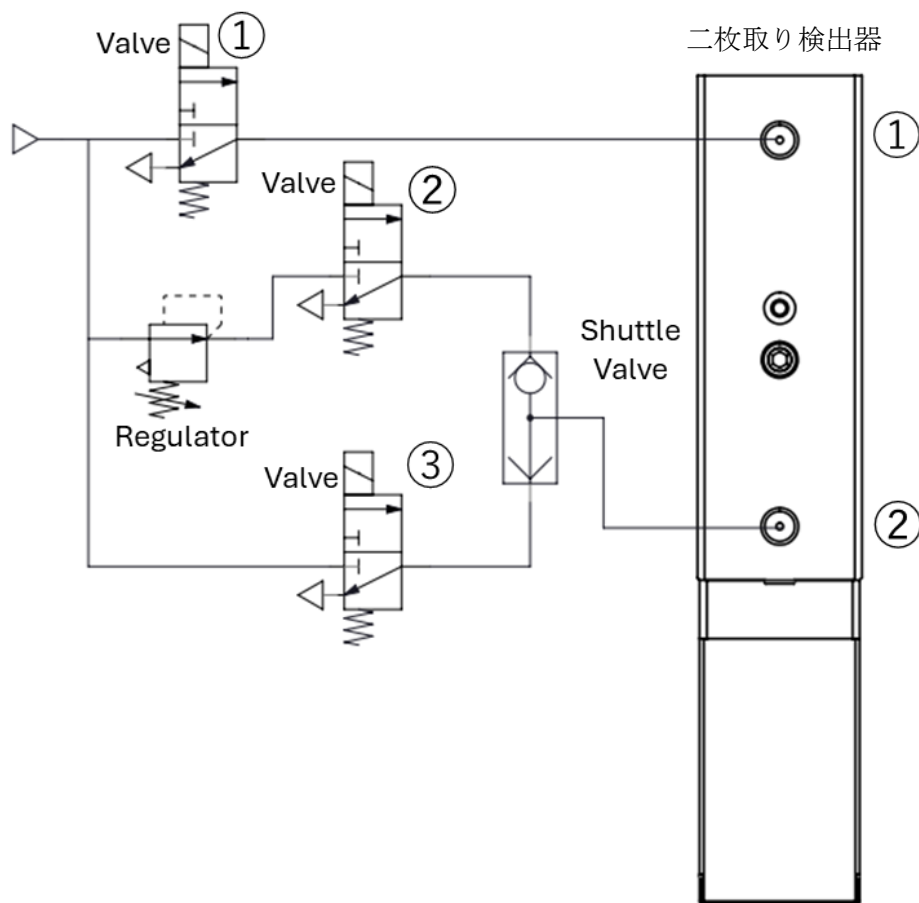 Valve ①
二枚取り検出器
①
Valve ②
Shuttle
Valve
Regulator
Valve ③
②